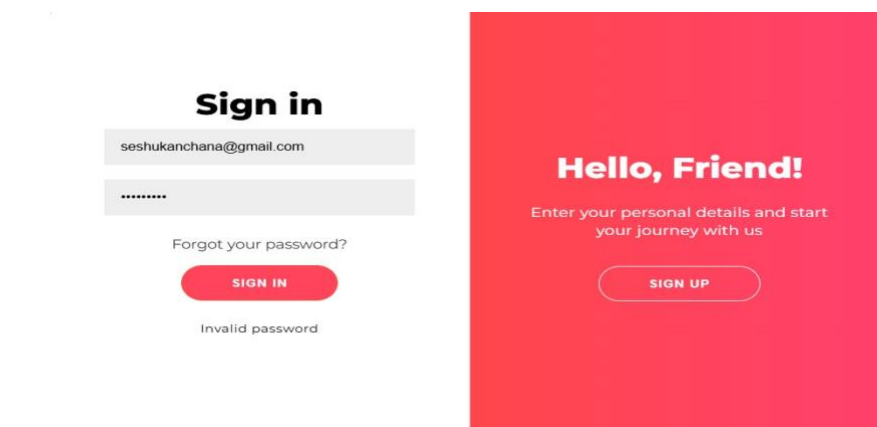 Sign in
seshukanchana@gmail.com
•••••••••
Forgot your password?
SIGN IN
Invalid password
Hello, Friend!
Enter your personal details and start
your journey with us
SIGN UP